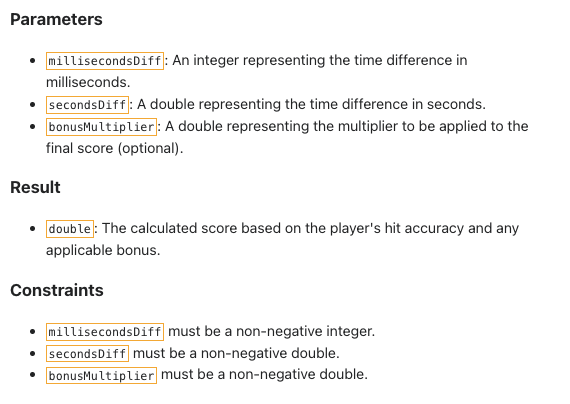 Parameters
millisecondsDiff: An integer representing the time difference in
milliseconds.
secondsDiff: A double representing the time difference in seconds.
bonusMultiplier: A double representing the multiplier to be applied to the
final score (optional).
Result
double: The calculated score based on the player's hit accuracy and any
applicable bonus.
Constraints
millisecondsDiff must be a non-negative integer.
secondsDiff must be a non-negative double.
bonusMultiplier must be a non-negative double.